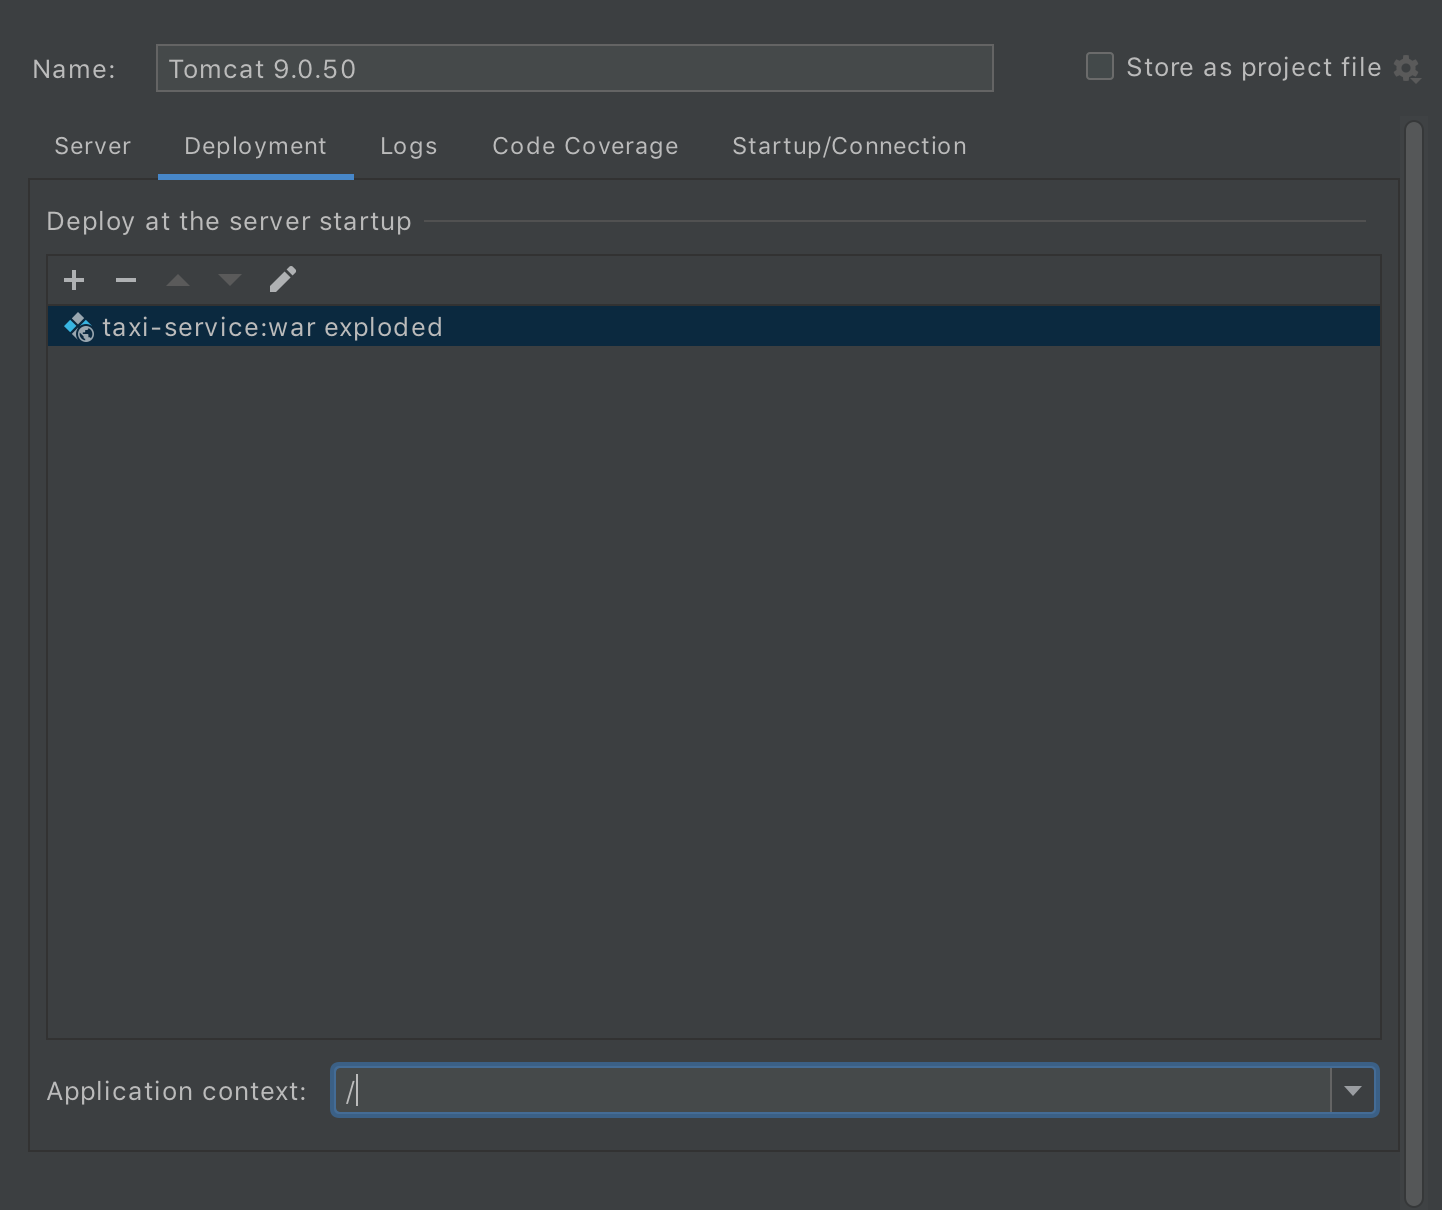 Name: Tomcat 9.0.50 Store as project file
Server Deployment Logs Code Coverage Startup/Connection
Deploy at the server startup
taxi-service:war exploded
Application context: /